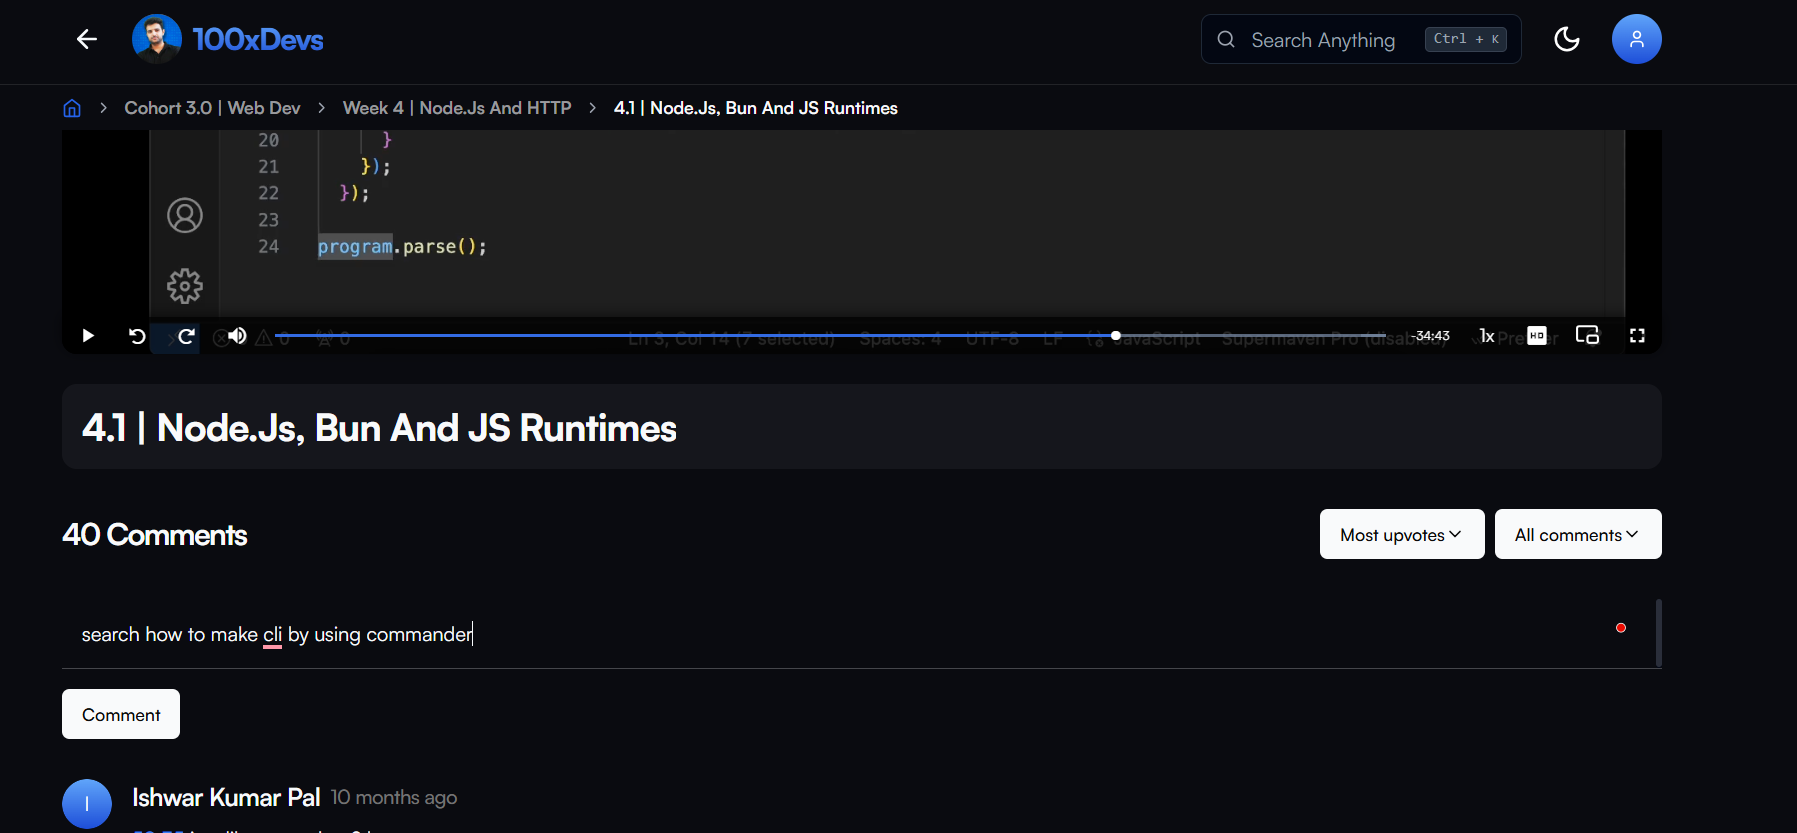 100xDevs
Search Anything
Ctrl + K
Cohort 3.0 | Web Dev > Week 4 | Node.Js And HTTP > 4.1 | Node.Js, Bun And JS Runtimes
20 }
21 });
22 });
23
24 program.parse();
0 0 Ln 3, Col 14 (7 selected) Spaces: 4 UTF-8 LF {} JavaScript Supermaven Pro (disabled)
-34:43
1x
HD
4.1 | Node.Js, Bun And JS Runtimes
40 Comments
Most upvotes
All comments
search how to make cli by using commander
Comment
I
Ishwar Kumar Pal 10 months ago